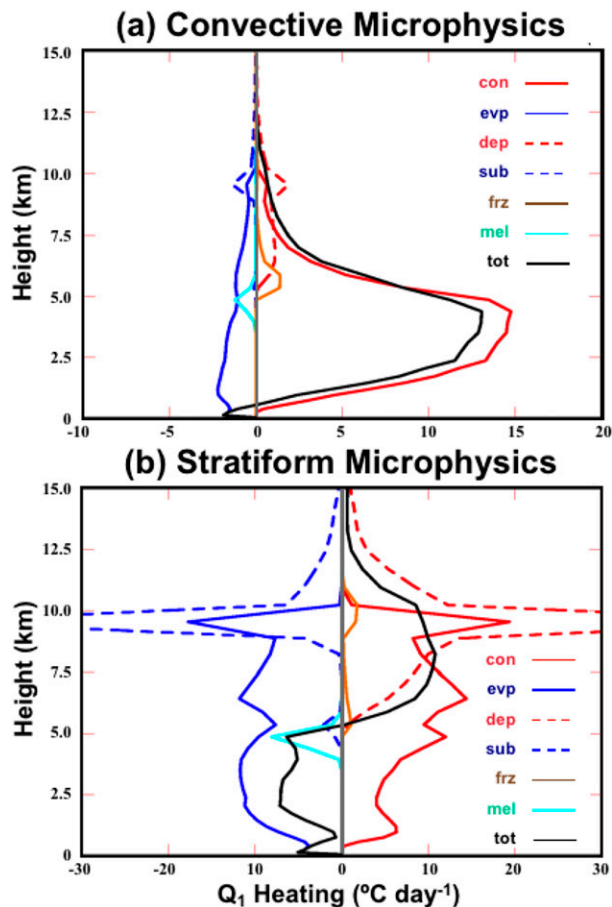 (a) Convective Microphysics
15.0
12.5
10.0
7.5
5.0
2.5
0
Height (km)
con
evp
dep
sub
frz
mel
tot
-10 -5 0 5 10 15 20
(b) Stratiform Microphysics
15.0
12.5
10.0
7.5
5.0
2.5
0
Height (km)
con
evp
dep
sub
frz
mel
tot
-30 -20 -10 0 10 20 30
Q₁ Heating (ºC day⁻¹)